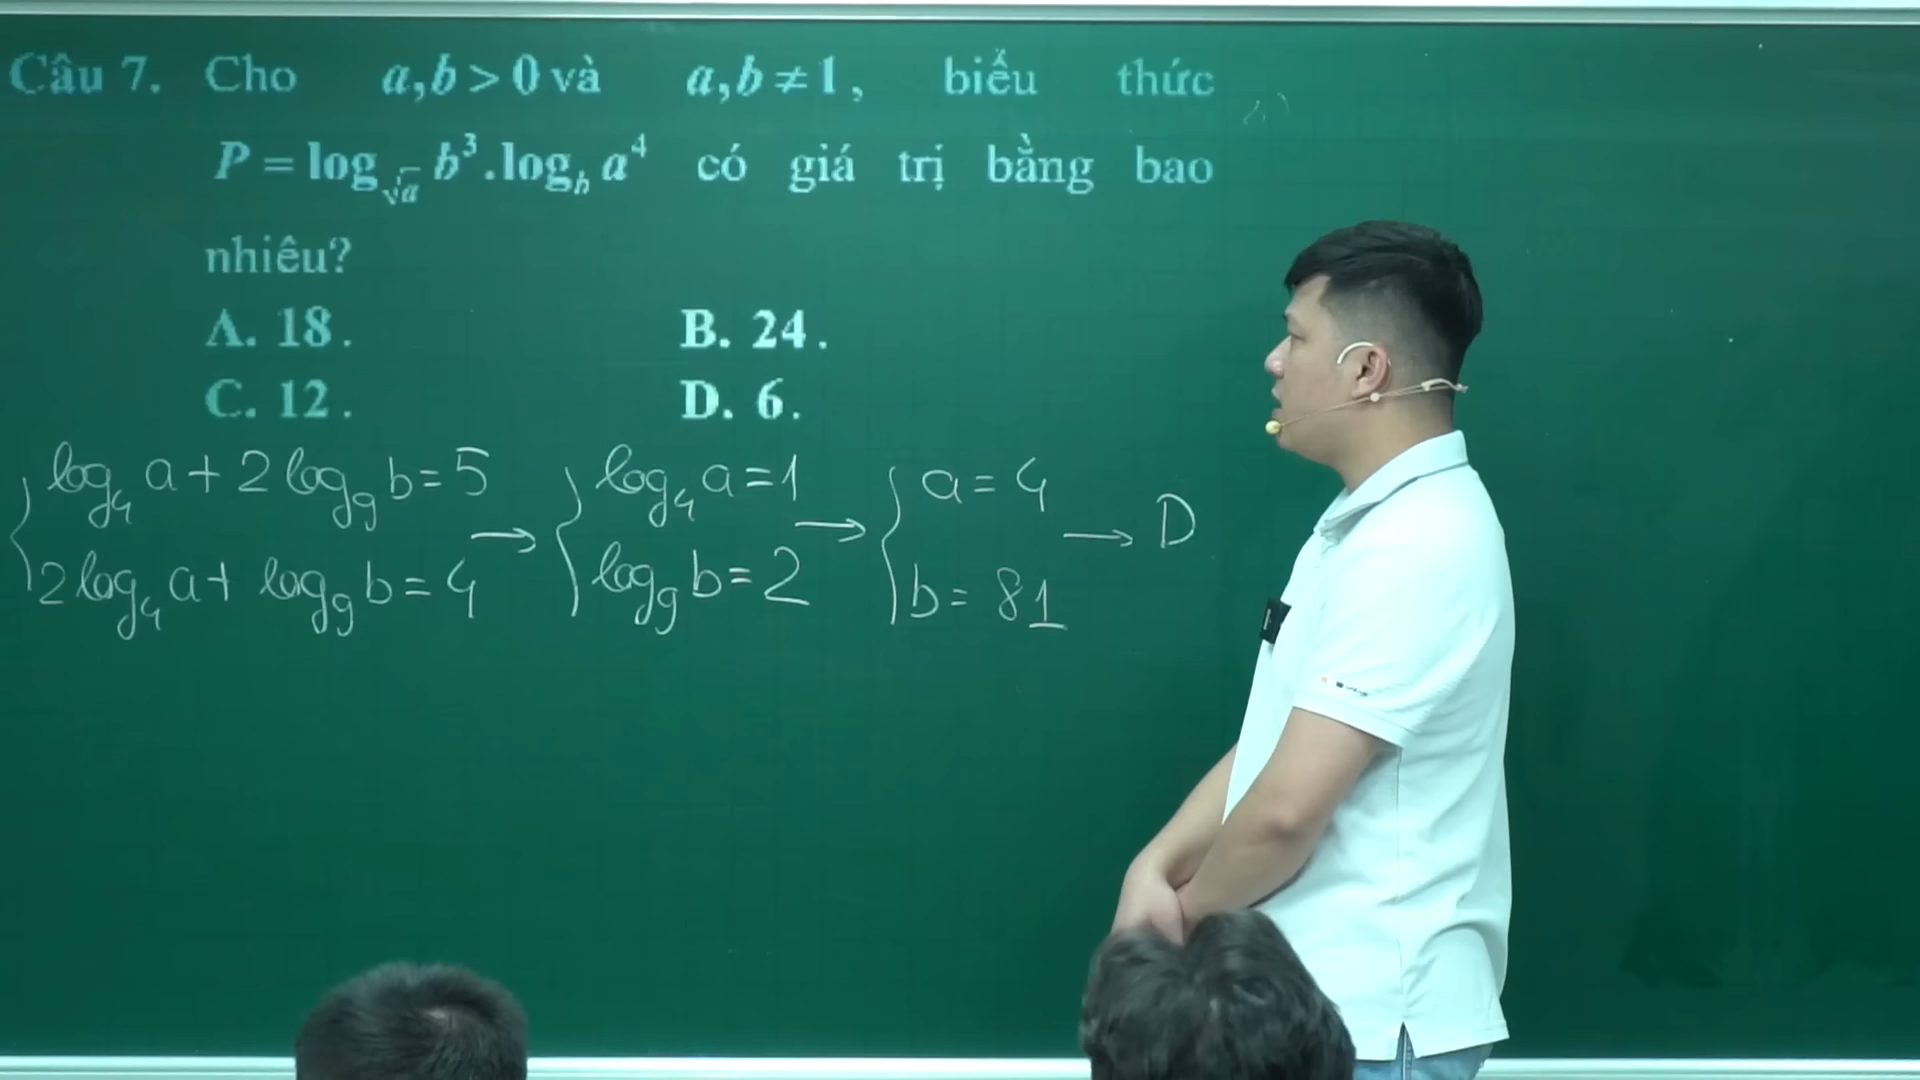 Câu 7. Cho a,b > 0 và a,b ≠ 1, biểu thức
P = log_{√a} b³.log_b a⁴ có giá trị bằng bao
nhiêu?
A. 18. B. 24.
C. 12. D. 6.
{ log₄ a + 2 log₉ b = 5 → { log₄ a = 1 → { a = 4 → D
2 log₄ a + log₉ b = 4 log₉ b = 2 b = 81